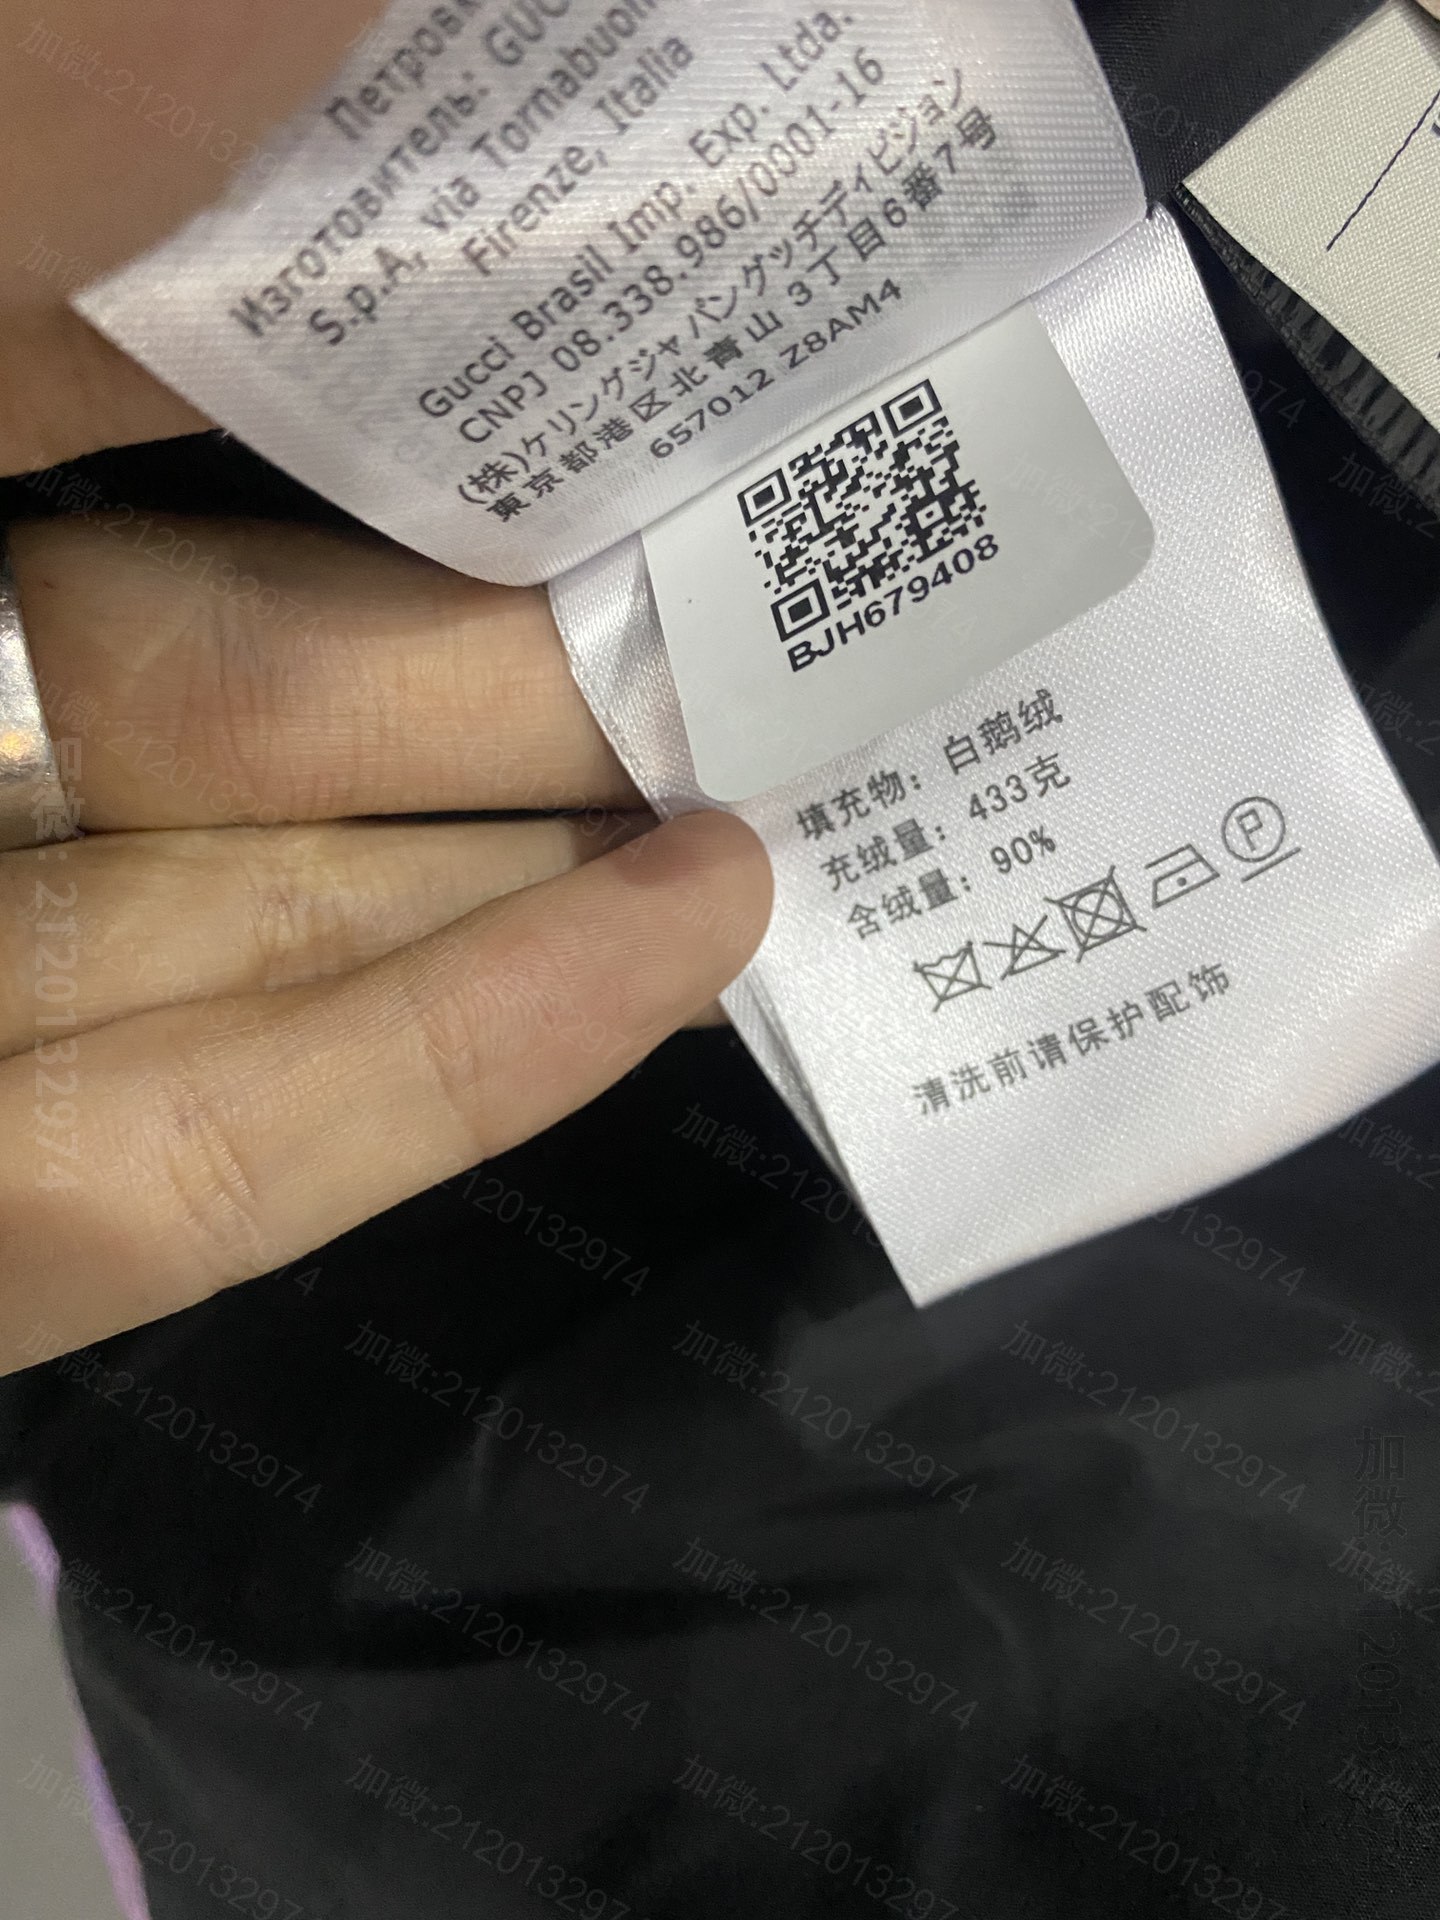 Петровк
Изготовитель: GUC
S.p.A, via Tornabuon
Firenze, Italia
Gucci Brasil Imp. Exp. Ltda.
CNPJ 08.338.986/0001-16
(株)ケリングジャパングッチディビジョン
東京都港区北青山 3丁目6番7号
657012 Z8AM4
BJH679408
填充物：白鹅绒
充绒量：433克
含绒量：90%
P
清洗前请保护配饰
加微:2120132974